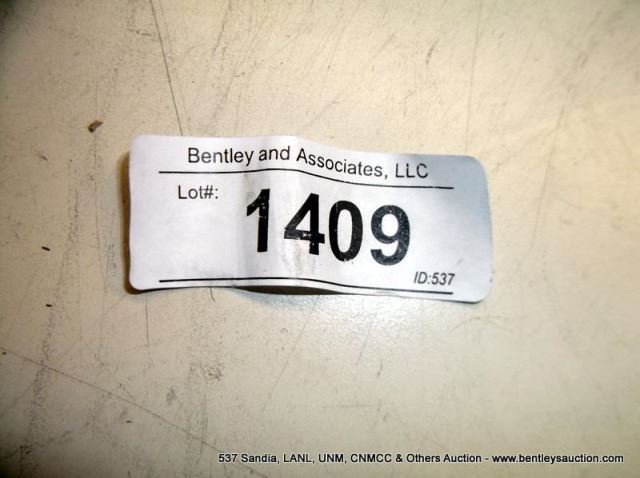 Bentley and Associates, LLC
Lot#:
1409
ID:537
537 Sandia, LANL, UNM, CNMCC & Others Auction - www.bentleysauction.com